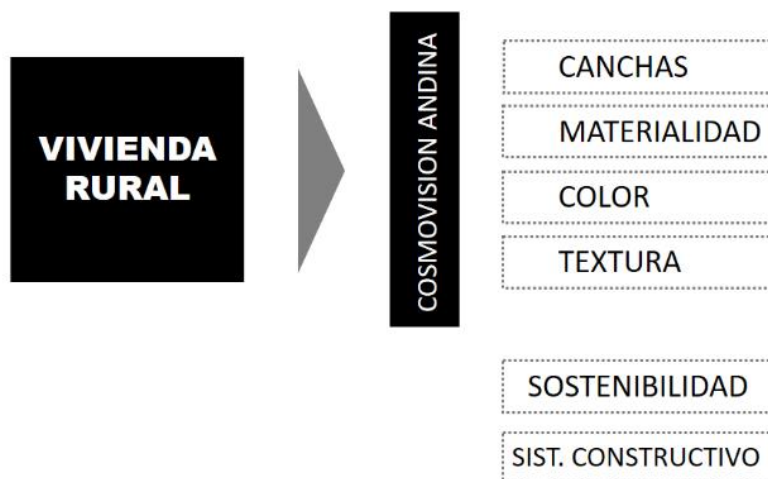 VIVIENDA
RURAL
COSMOVISION ANDINA
CANCHAS
MATERIALIDAD
COLOR
TEXTURA
SOSTENIBILIDAD
SIST. CONSTRUCTIVO